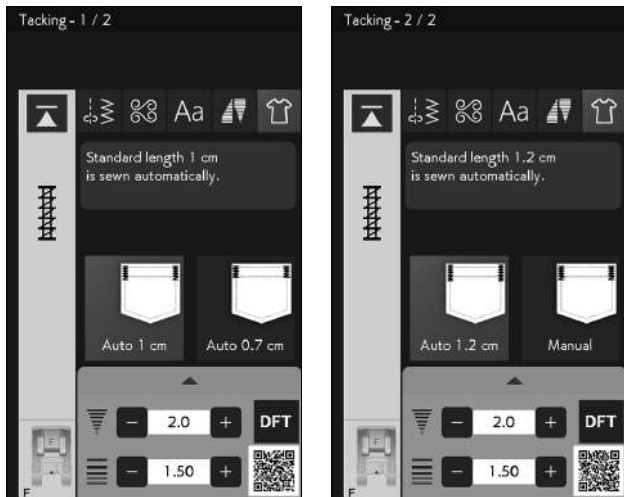 Tacking - 1 / 2
Aa
Standard length 1 cm
is sewn automatically.
Auto 1 cm
Auto 0.7 cm
2.0
DFT
1.50
F
F
Tacking - 2 / 2
Aa
Standard length 1.2 cm
is sewn automatically.
Auto 1.2 cm
Manual
2.0
DFT
1.50
F
F